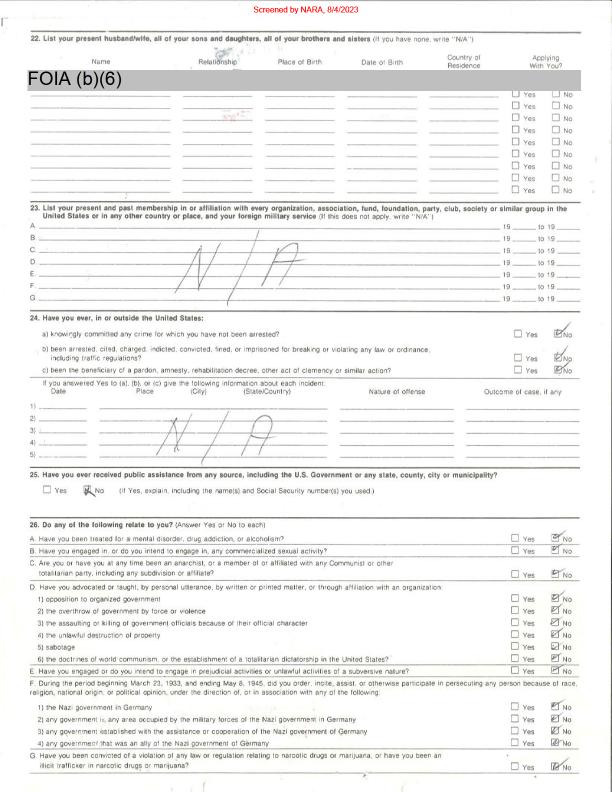 Screened by NARA, 8/4/2023
22. List your present husband/wife, all of your sons and daughters, all of your brothers and sisters (If you have none, write "N/A")
Name Relationship Place of Birth Date of Birth Country of Residence Applying With You?
FOIA (b)(6)
Yes No
Yes No
Yes No
Yes No
Yes No
Yes No
Yes No
Yes No
Yes No
23. List your present and past membership in or affiliation with every organization, association, fund, foundation, party, club, society or similar group in the
United States or in any other country or place, and your foreign military service (If this does not apply, write "N/A")
A 19 to 19
B 19 to 19
C 19 to 19
D 19 to 19
E 19 to 19
F 19 to 19
G 19 to 19
N/A
24. Have you ever, in or outside the United States:
a) knowingly committed any crime for which you have not been arrested? Yes No
b) been arrested, cited, charged, indicted, convicted, fined, or imprisoned for breaking or violating any law or ordinance,
including traffic regulations? Yes No
c) been the beneficiary of a pardon, amnesty, rehabilitation decree, other act of clemency or similar action? Yes No
If you answered Yes to (a), (b), or (c) give the following information about each incident:
Date Place (City) (State/Country) Nature of offense Outcome of case, if any
1)
2)
3)
4)
5)
N/A
25. Have you ever received public assistance from any source, including the U.S. Government or any state, county, city or municipality?
Yes No (If Yes, explain, including the name(s) and Social Security number(s) you used.)
26. Do any of the following relate to you? (Answer Yes or No to each)
A. Have you been treated for a mental disorder, drug addiction, or alcoholism? Yes No
B. Have you engaged in, or do you intend to engage in, any commercialized sexual activity? Yes No
C. Are you or have you at any time been an anarchist, or a member of or affiliated with any Communist or other
totalitarian party, including any subdivision or affiliate? Yes No
D. Have you advocated or taught, by personal utterance, by written or printed matter, or through affiliation with an organization:
1) opposition to organized government Yes No
2) the overthrow of government by force or violence Yes No
3) the assaulting or killing of government officials because of their official character Yes No
4) the unlawful destruction of property Yes No
5) sabotage Yes No
6) the doctrines of world communism, or the establishment of a totalitarian dictatorship in the United States? Yes No
E. Have you engaged or do you intend to engage in prejudicial activities or unlawful activities of a subversive nature? Yes No
F. During the period beginning March 23, 1933, and ending May 8, 1945, did you order, incite, assist, or otherwise participate in persecuting any person because of race,
religion, national origin, or political opinion, under the direction of, or in association with any of the following:
1) the Nazi government in Germany Yes No
2) any government in any area occupied by the military forces of the Nazi government in Germany Yes No
3) any government established with the assistance or cooperation of the Nazi government of Germany Yes No
4) any government that was an ally of the Nazi government of Germany Yes No
G. Have you been convicted of a violation of any law or regulation relating to narcotic drugs or marijuana, or have you been an
illicit trafficker in narcotic drugs or marijuana? Yes No